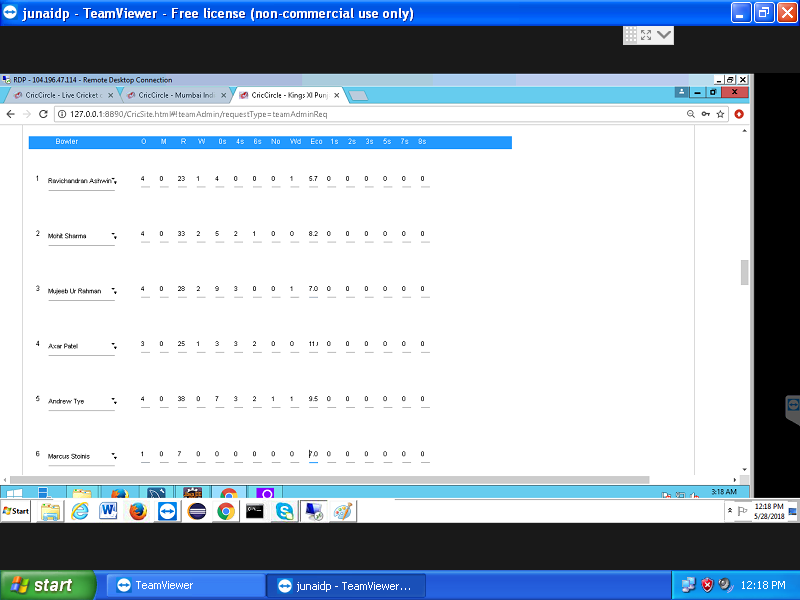 junaidp - TeamViewer - Free license (non-commercial use only)
RDP - 104.196.47.114 - Remote Desktop Connection
CricCircle - Live Cricket c
CricCircle - Mumbai Indi
CricCircle - Kings XI Punj
127.0.0.1:8890/CricSite.html#!teamAdmin/requestType=teamAdminReq
Bowler O M R W 0s 4s 6s No Wd Eco 1s 2s 3s 5s 7s 8s
1 Ravichandran Ashwin 4 0 23 1 4 0 0 0 1 5.7 0 0 0 0 0 0
2 Mohit Sharma 4 0 33 2 5 2 1 0 0 8.2 0 0 0 0 0 0
3 Mujeeb Ur Rahman 4 0 28 2 9 3 0 0 1 7.0 0 0 0 0 0 0
4 Axar Patel 3 0 25 1 3 3 2 0 0 11. 0 0 0 0 0 0
5 Andrew Tye 4 0 38 0 7 3 2 1 1 9.5 0 0 0 0 0 0
6 Marcus Stoinis 1 0 7 0 0 0 0 0 0 7.0 0 0 0 0 0 0
3:18 AM
Start
12:18 PM
5/28/2018
start
TeamViewer
junaidp - TeamViewer...
12:18 PM